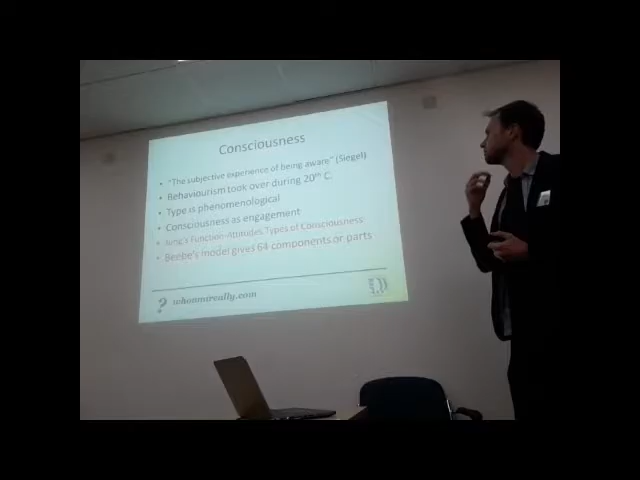 Consciousness
• "The subjective experience of being aware" (Siegel)
• Behaviourism took over during 20th C.
• Type is phenomenological
• Consciousness as engagement
• Jung's Function-Attitudes Types of Consciousness
• Beebe's model gives 64 components or parts
? whoamireally.com